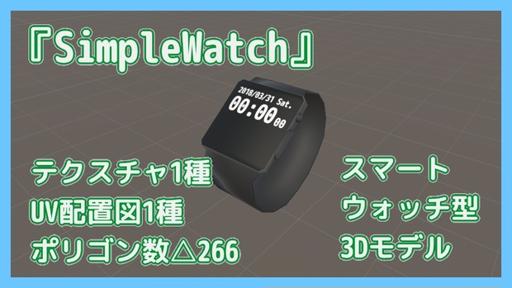 『SimpleWatch』
2018/03/31 Sat.
00:00 00
テクスチャ1種
UV配置図1種
ポリゴン数△266
スマート
ウォッチ型
3Dモデル